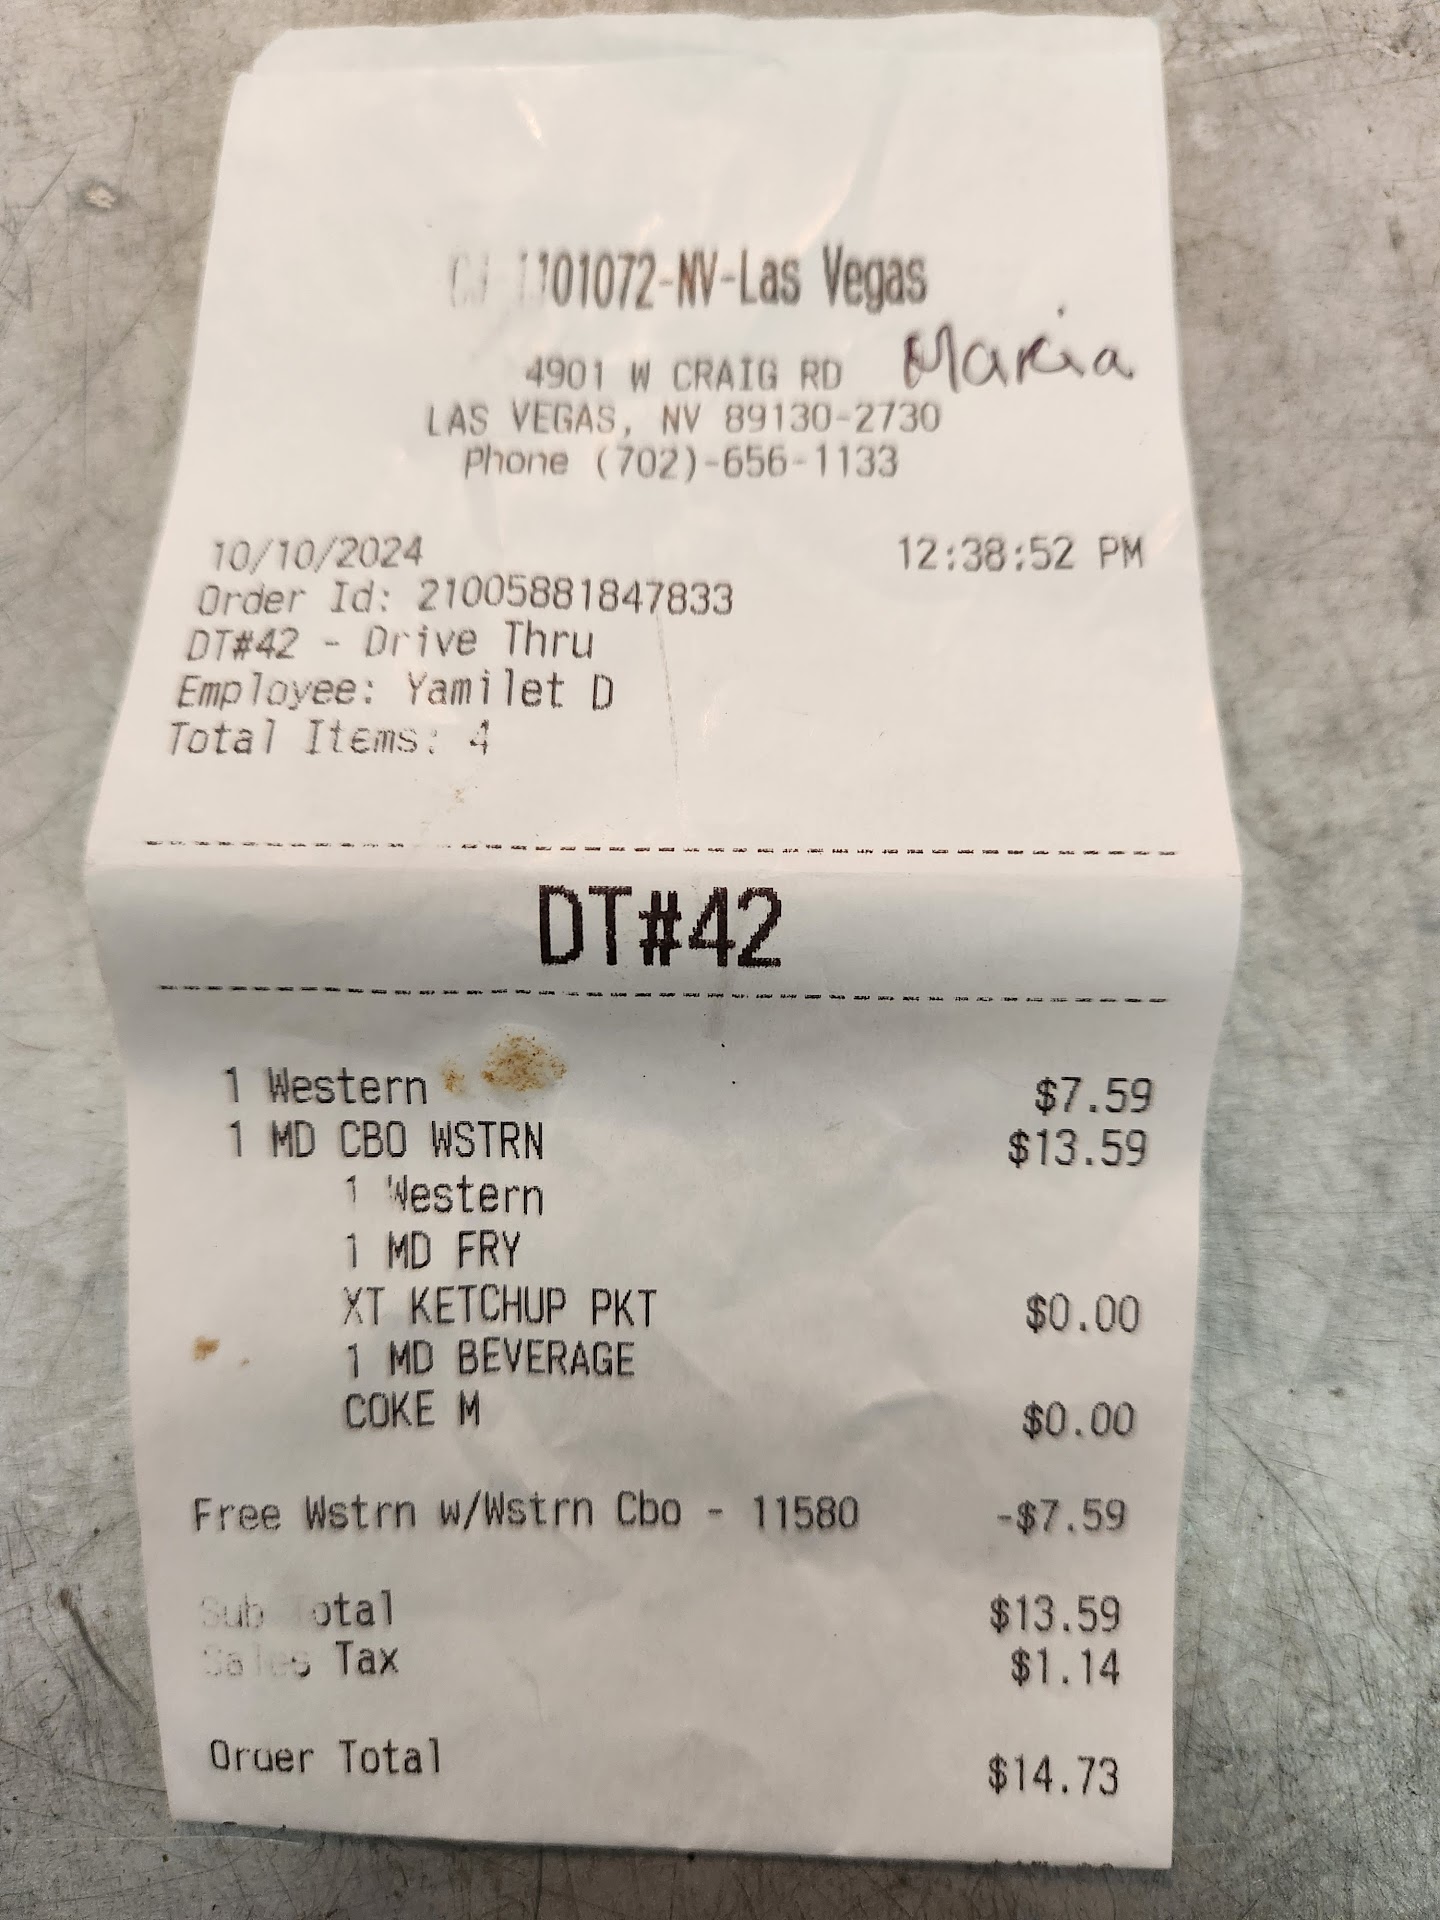 CJ-1101072-NV-Las Vegas
4901 W CRAIG RD Maria
LAS VEGAS, NV 89130-2730
Phone (702)-656-1133
10/10/2024 12:38:52 PM
Order Id: 21005881847833
DT#42 - Drive Thru
Employee: Yamilet D
Total Items: 4
DT#42
1 Western $7.59
1 MD CBO WSTRN $13.59
1 Western
1 MD FRY
XT KETCHUP PKT $0.00
1 MD BEVERAGE
COKE M $0.00
Free Wstrn w/Wstrn Cbo - 11580 -$7.59
Sub Total $13.59
Sales Tax $1.14
Order Total $14.73